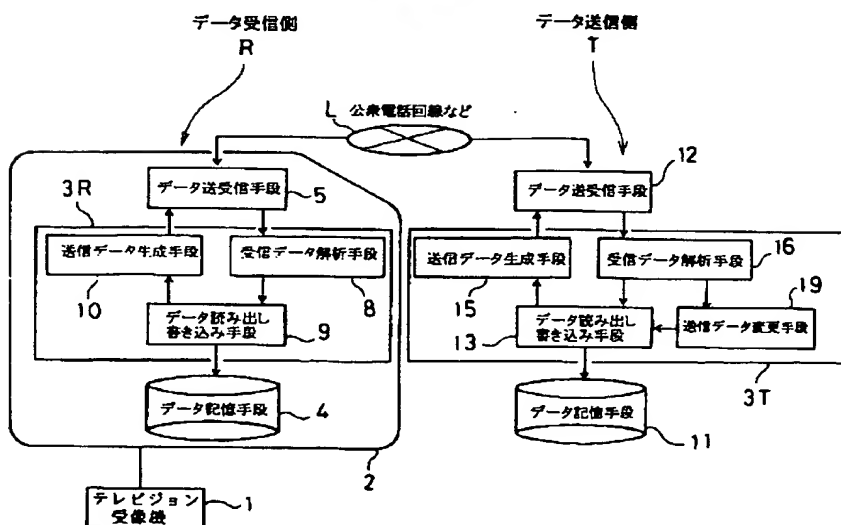 データ受信側
R
データ送信側
T
L
公衆電話回線など
データ送受信手段
5
データ送受信手段
12
3R
送信データ生成手段
10
受信データ解析手段
8
データ読み出し
書き込み手段
9
データ記憶手段
4
2
テレビジョン
受像機
1
送信データ生成手段
15
受信データ解析手段
16
データ読み出し
書き込み手段
13
送信データ変更手段
19
3T
データ記憶手段
11